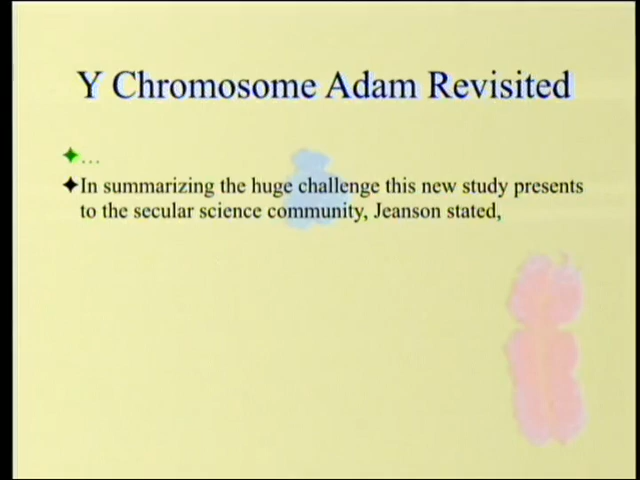 Y Chromosome Adam Revisited
…
In summarizing the huge challenge this new study presents
to the secular science community, Jeanson stated,